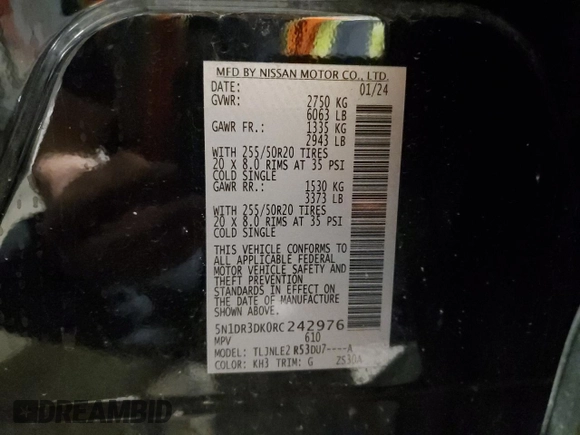 MFD BY NISSAN MOTOR CO., LTD.
DATE: 01/24
GVWR: 2750 KG
6063 LB
GAWR FR.: 1335 KG
2943 LB
WITH 255/50R20 TIRES
20 X 8.0 RIMS AT 35 PSI
COLD SINGLE
GAWR RR.: 1530 KG
3373 LB
WITH 255/50R20 TIRES
20 X 8.0 RIMS AT 35 PSI
COLD SINGLE
THIS VEHICLE CONFORMS TO
ALL APPLICABLE FEDERAL
MOTOR VEHICLE SAFETY AND
THEFT PREVENTION
STANDARDS IN EFFECT ON
THE DATE OF MANUFACTURE
SHOWN ABOVE.
5N1DR3DK0RC242976
MPV 610
MODEL: TLJNLE2 R53DU7----A
COLOR: KH3 TRIM: G 2S30A
DREAMBID